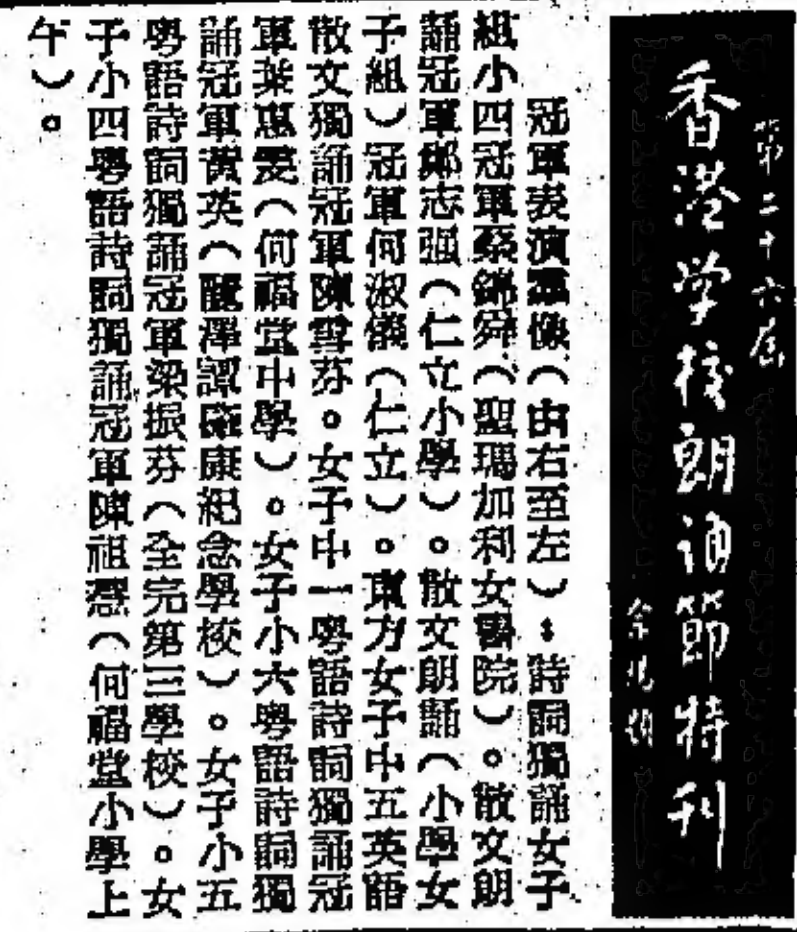 第二十六屆
香港学校朗誦節特刊
冠軍表演（由右至左）：詩詞獨誦女子
組小四冠軍蔡錦舜（聖瑪加利女書院）。散文朗
誦冠軍鄭志强（仁立小學）。散文朗誦（小學女
子組）冠軍何淑儀（仁立）。東方女子中五英語
散文獨誦冠軍陳雪芬。女子中一粵語詩詞獨誦冠
軍葉惠雯（何福堂中學）。女子小六粵語詩詞獨
誦冠軍黃英（麗澤譚康紀念學校）。女子小五
粵語詩詞獨誦冠軍梁振芬（全完第三學校）。女
子小四粵語詩詞獨誦冠軍陳祖（何福堂小學上
午）。